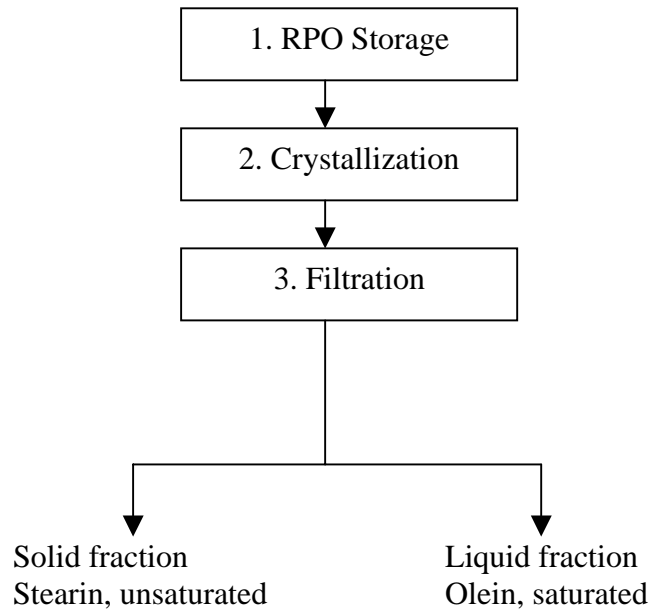 1. RPO Storage
2. Crystallization
3. Filtration
Solid fraction
Stearin, unsaturated
Liquid fraction
Olein, saturated